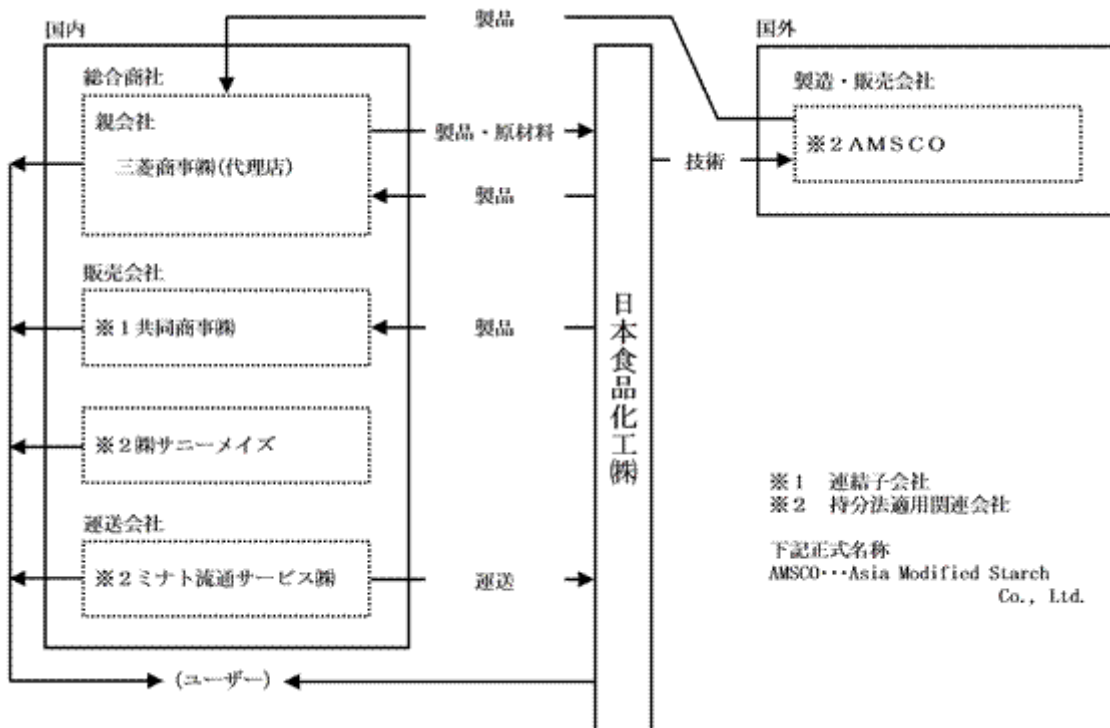 製品
国内
国外
総合商社
製造・販売会社
親会社
製品・原材料
※2AMSCO
三菱商事㈱(代理店)
技術
製品
販売会社
※1共同商事㈱
製品
日本食品化工㈱
※2㈱サニーメイズ
※1 連結子会社
※2 持分法適用関連会社
運送会社
下記正式名称
※2ミナト流通サービス㈱
運送
AMSCO・・・Asia Modified Starch
Co., Ltd.
(ユーザー)